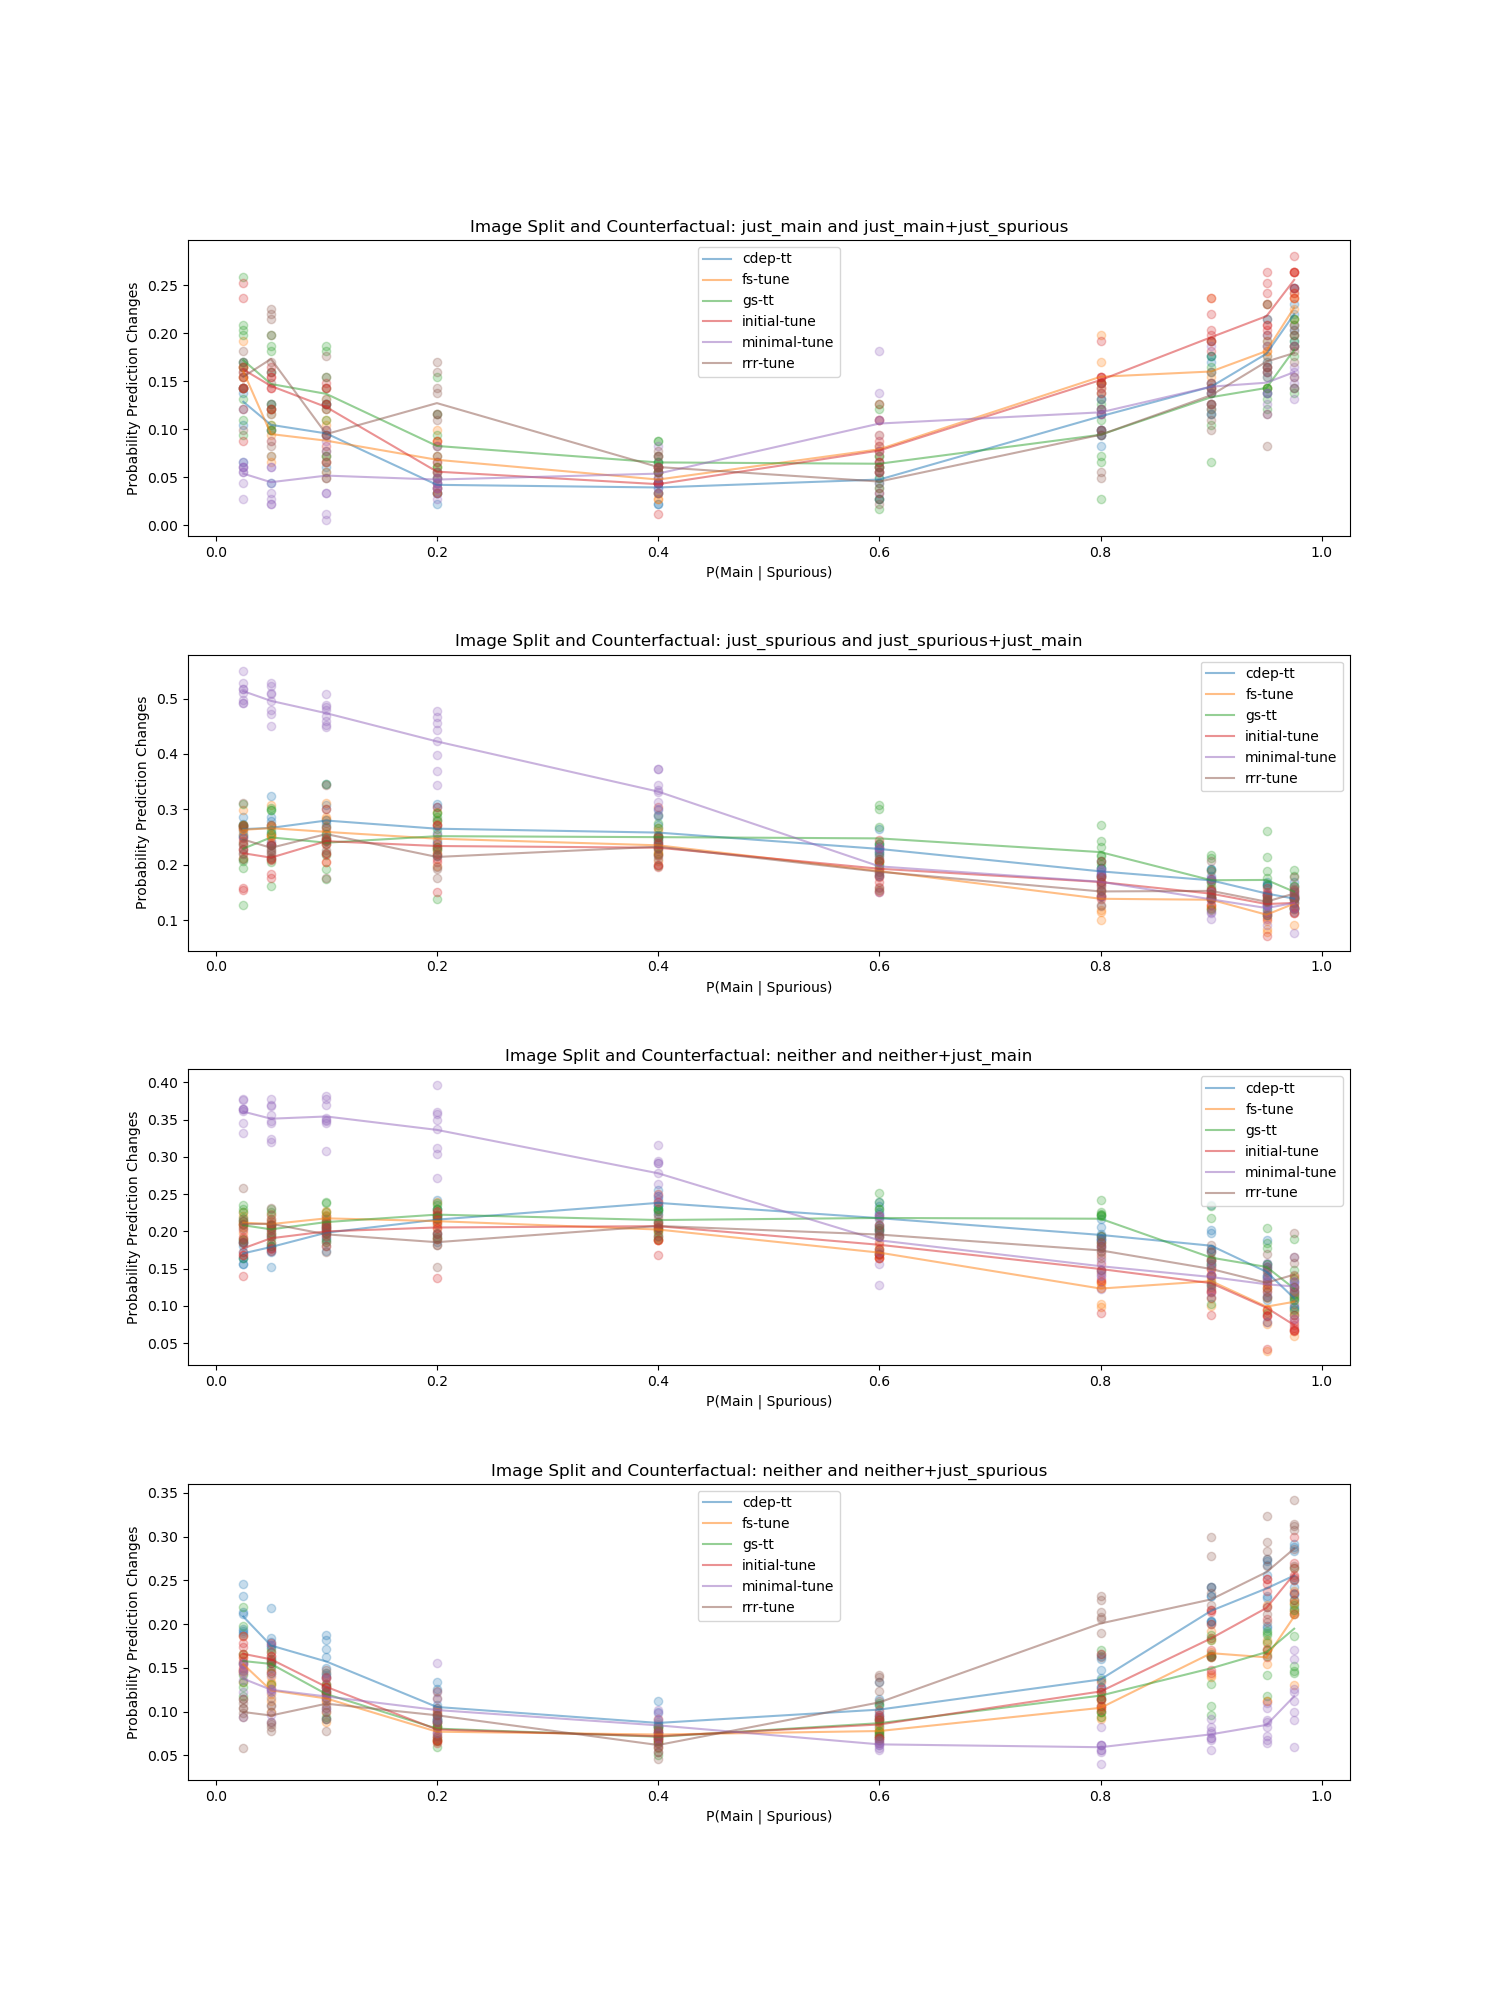 Image Split and Counterfactual: just_main and just_main+just_spurious
Probability Prediction Changes
0.25
0.20
0.15
0.10
0.05
0.00
cdep-tt
fs-tune
gs-tt
initial-tune
minimal-tune
rrr-tune
0.0 0.2 0.4 0.6 0.8 1.0
P(Main | Spurious)
Image Split and Counterfactual: just_spurious and just_spurious+just_main
Probability Prediction Changes
0.5
0.4
0.3
0.2
0.1
cdep-tt
fs-tune
gs-tt
initial-tune
minimal-tune
rrr-tune
0.0 0.2 0.4 0.6 0.8 1.0
P(Main | Spurious)
Image Split and Counterfactual: neither and neither+just_main
Probability Prediction Changes
0.40
0.35
0.30
0.25
0.20
0.15
0.10
0.05
cdep-tt
fs-tune
gs-tt
initial-tune
minimal-tune
rrr-tune
0.0 0.2 0.4 0.6 0.8 1.0
P(Main | Spurious)
Image Split and Counterfactual: neither and neither+just_spurious
Probability Prediction Changes
0.35
0.30
0.25
0.20
0.15
0.10
0.05
cdep-tt
fs-tune
gs-tt
initial-tune
minimal-tune
rrr-tune
0.0 0.2 0.4 0.6 0.8 1.0
P(Main | Spurious)